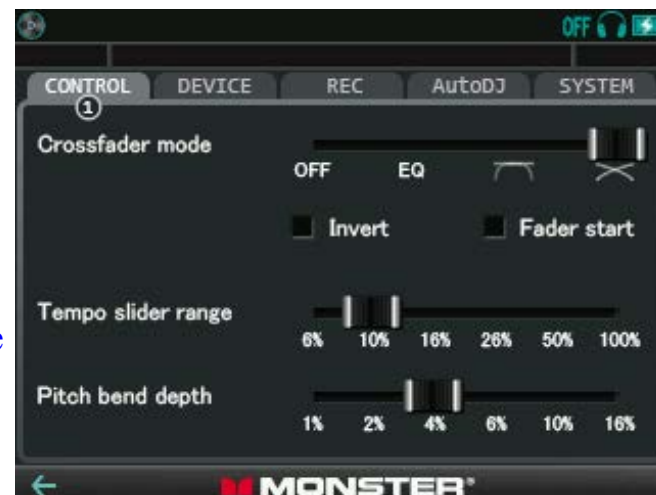 OFF
CONTROL DEVICE REC AutoDJ SYSTEM
①
Crossfader mode
OFF EQ
Invert Fader start
Tempo slider range
6% 10% 16% 26% 50% 100%
Pitch bend depth
1% 2% 4% 6% 10% 16%
MONSTER®